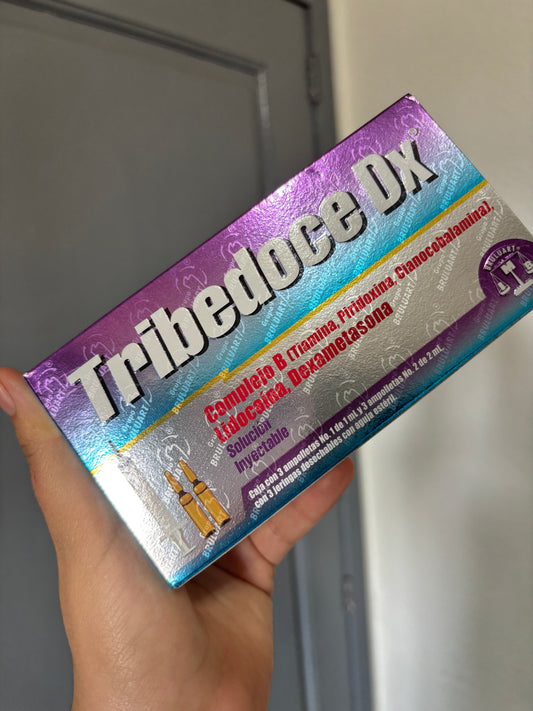 Tribedoce Dx®
Complejo B (Tiamina, Piridoxina, Cianocobalamina),
Lidocaína, Dexametasona
Solución
Inyectable
Caja con 3 ampolletas No. 1 de 1 mL y 3 ampolletas No. 2 de 2 mL
con 3 jeringas desechables con aguja estéril.
BRULUART